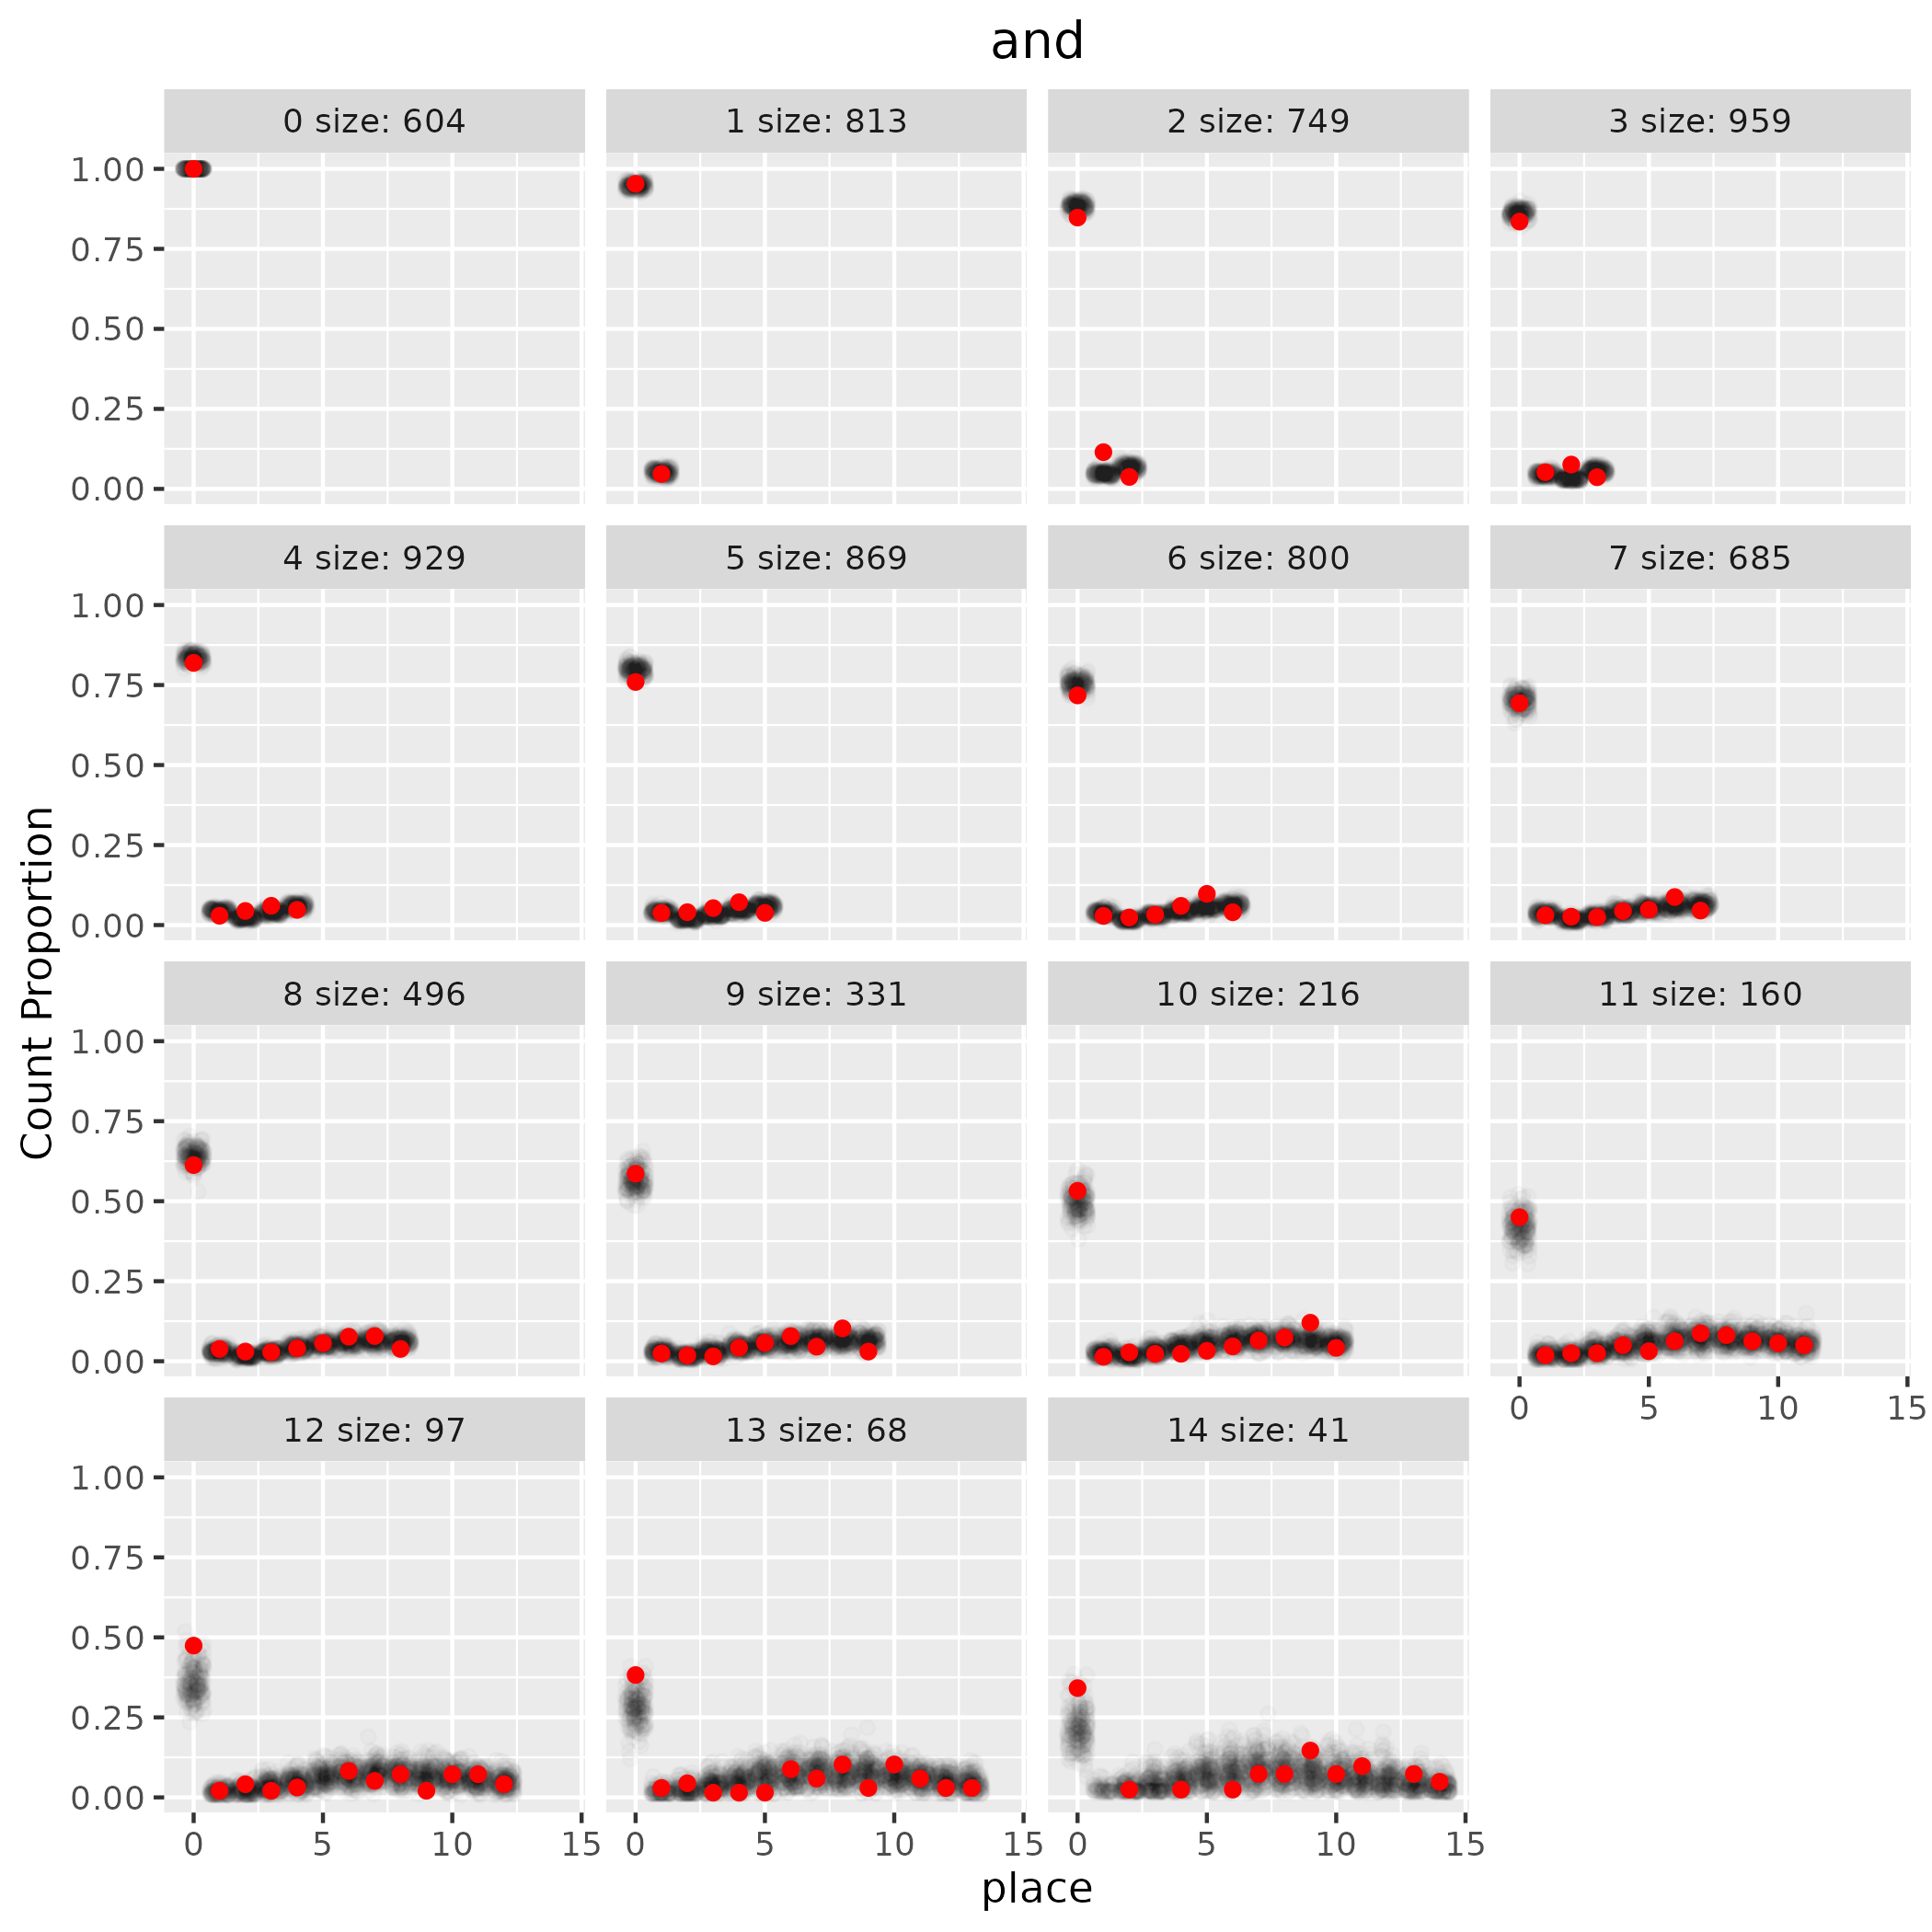 and
0 size: 604
1 size: 813
2 size: 749
3 size: 959
1.00
0.75
0.50
0.25
0.00
4 size: 929
5 size: 869
6 size: 800
7 size: 685
1.00
0.75
0.50
0.25
0.00
Count Proportion
8 size: 496
9 size: 331
10 size: 216
11 size: 160
1.00
0.75
0.50
0.25
0.00
0 5 10 15
12 size: 97
13 size: 68
14 size: 41
1.00
0.75
0.50
0.25
0.00
0 5 10 15
0 5 10 15
0 5 10 15
place